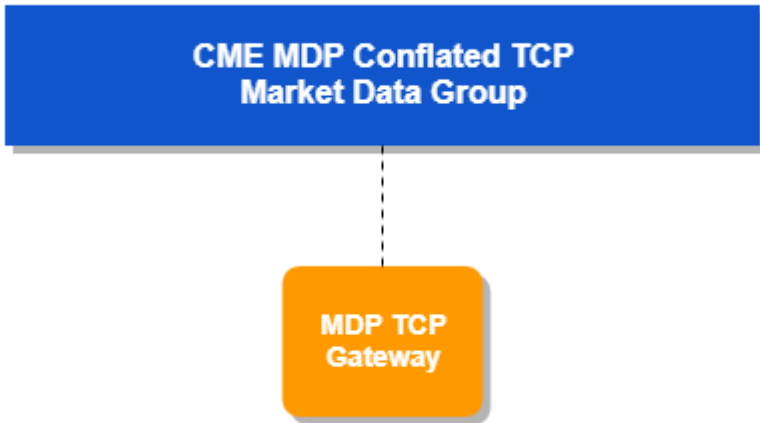 CME MDP Conflated TCP
Market Data Group
MDP TCP
Gateway